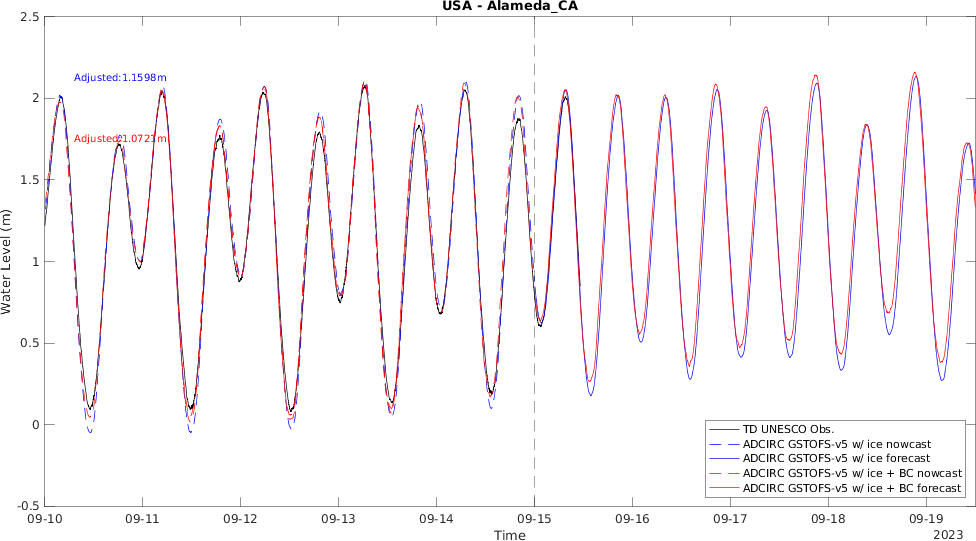 USA - Alameda_CA
2.5
2
1.5
1
0.5
0
-0.5
Water Level (m)
Adjusted:1.1598m
Adjusted:1.0721m
TD UNESCO Obs.
ADCIRC GSTOFS-v5 w/ ice nowcast
ADCIRC GSTOFS-v5 w/ ice forecast
ADCIRC GSTOFS-v5 w/ ice + BC nowcast
ADCIRC GSTOFS-v5 w/ ice + BC forecast
09-10 09-11 09-12 09-13 09-14 09-15 09-16 09-17 09-18 09-19
Time
2023